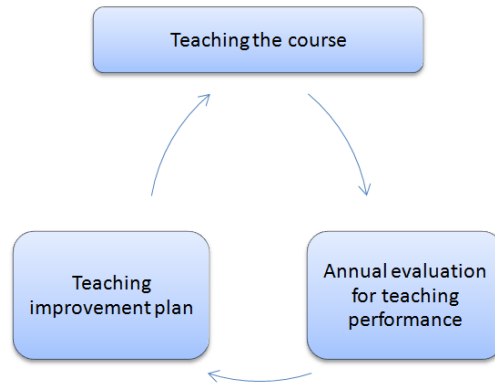 Teaching the course
Teaching
improvement plan
Annual evaluation
for teaching
performance